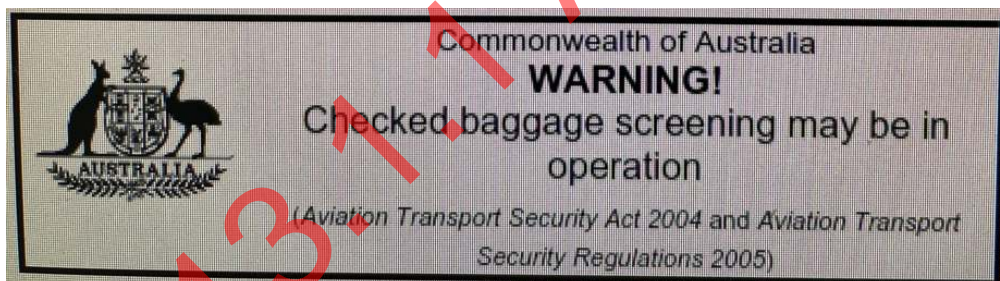 Commonwealth of Australia
WARNING!
Checked baggage screening may be in
operation
(Aviation Transport Security Act 2004 and Aviation Transport
Security Regulations 2005)
AUSTRALIA